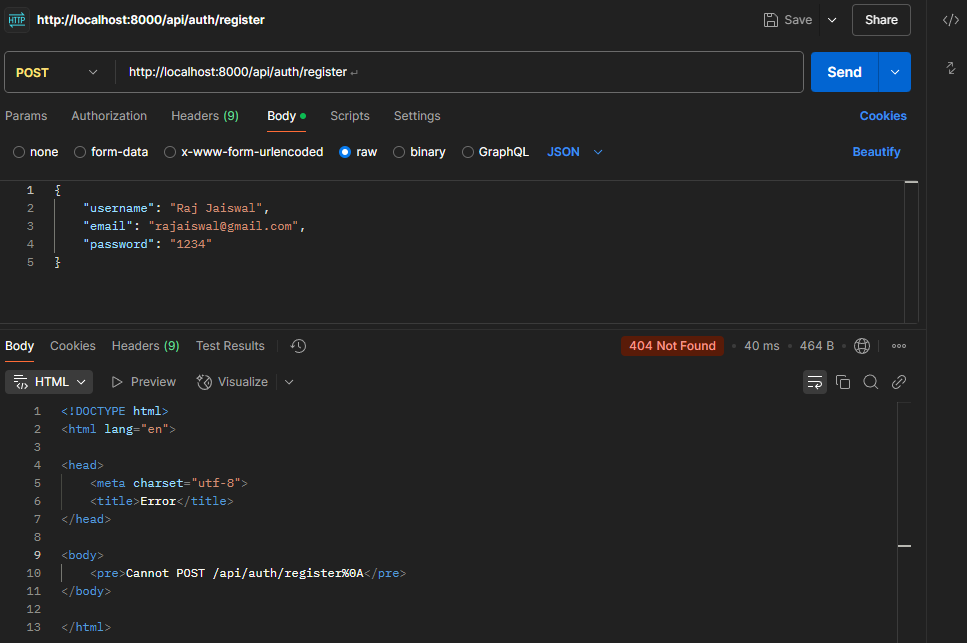 HTTP http://localhost:8000/api/auth/register Save Share
POST http://localhost:8000/api/auth/register ↵ Send
Params Authorization Headers (9) Body Scripts Settings Cookies
none form-data x-www-form-urlencoded raw binary GraphQL JSON Beautify
1 {
2 "username": "Raj Jaiswal",
3 "email": "rajaiswal@gmail.com",
4 "password": "1234"
5 }
Body Cookies Headers (9) Test Results 404 Not Found 40 ms 464 B
HTML Preview Visualize
1 <!DOCTYPE html>
2 <html lang="en">
3
4 <head>
5 <meta charset="utf-8">
6 <title>Error</title>
7 </head>
8
9 <body>
10 <pre>Cannot POST /api/auth/register%0A</pre>
11 </body>
12
13 </html>